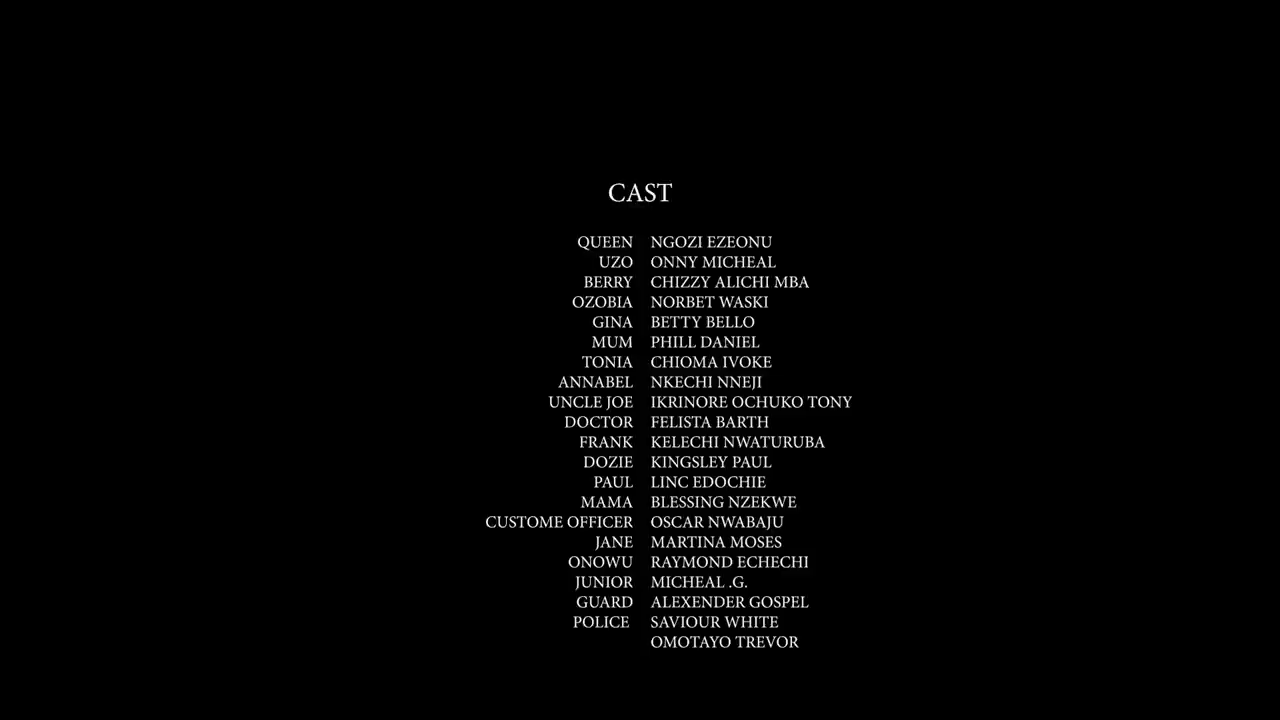 CAST
QUEEN NGOZI EZEONU
UZO ONNY MICHEAL
BERRY CHIZZY ALICHI MBA
OZOBIA NORBET WASKI
GINA BETTY BELLO
MUM PHILL DANIEL
TONIA CHIOMA IVOKE
ANNABEL NKECHI NNEJI
UNCLE JOE IKRINORE OCHUKO TONY
DOCTOR FELISTA BARTH
FRANK KELECHI NWATURUBA
DOZIE KINGSLEY PAUL
PAUL LINC EDOCHIE
MAMA BLESSING NZEKWE
CUSTOME OFFICER OSCAR NWABAJU
JANE MARTINA MOSES
ONOWU RAYMOND ECHECHI
JUNIOR MICHEAL .G.
GUARD ALEXENDER GOSPEL
POLICE SAVIOUR WHITE
OMOTAYO TREVOR